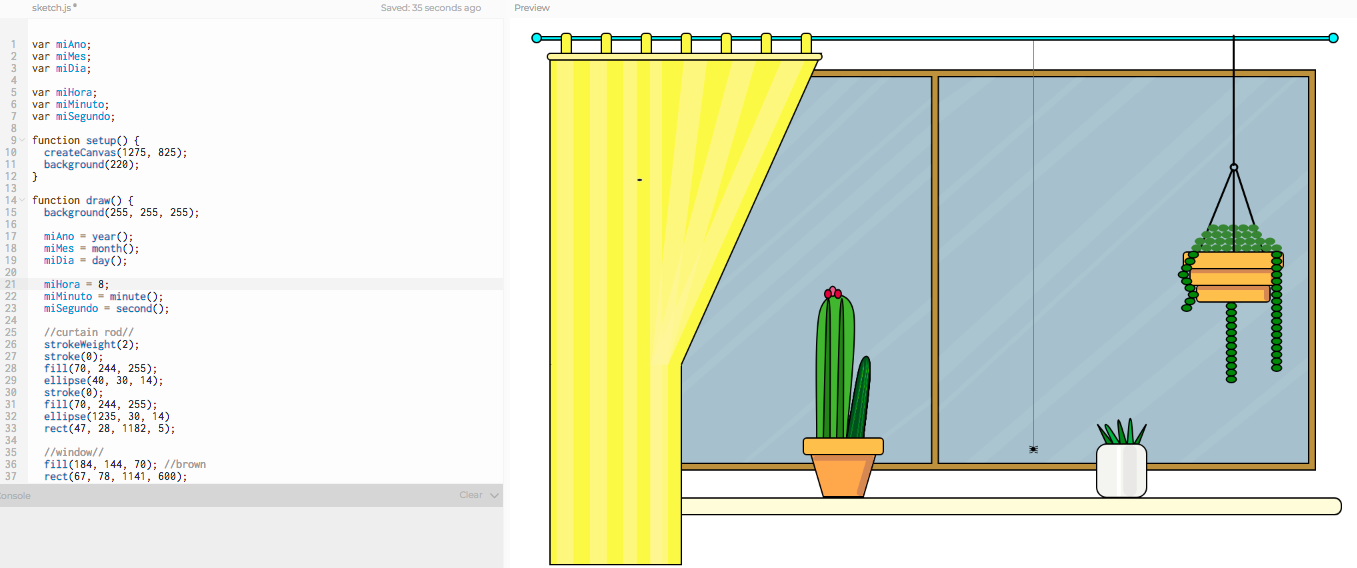 sketch.js•
Saved: 35 seconds ago
Preview
1 var miAno;
2 var miMes;
3 var miDia;
4
5 var miHora;
6 var miMinuto;
7 var miSegundo;
8
9 function setup() {
10 createCanvas(1275, 825);
11 background(220);
12 }
13
14 function draw() {
15 background(255, 255, 255);
16
17 miAno = year();
18 miMes = month();
19 miDia = day();
20
21 miHora = 8;
22 miMinuto = minute();
23 miSegundo = second();
24
25 //curtain rod//
26 strokeWeight(2);
27 stroke(0);
28 fill(70, 244, 255);
29 ellipse(40, 30, 14);
30 stroke(0);
31 fill(70, 244, 255);
32 ellipse(1235, 30, 14)
33 rect(47, 28, 1182, 5);
34
35 //window//
36 fill(184, 144, 70); //brown
37 rect(67, 78, 1141, 600);
onsole
Clear